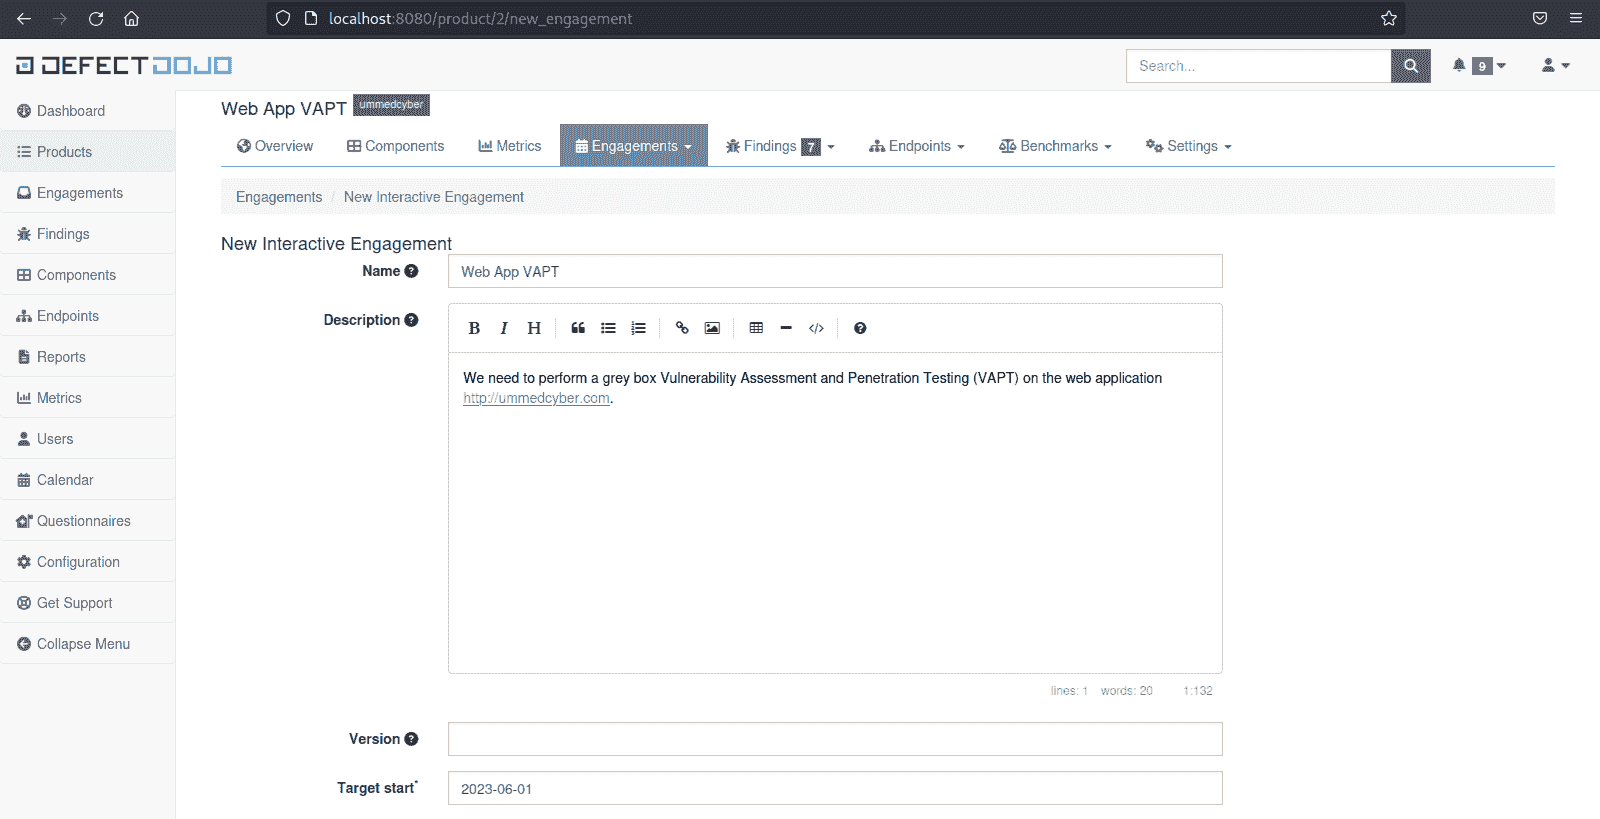 localhost:8080/product/2/new_engagement
DEFECTDOJO
Search...
9
Dashboard
Products
Engagements
Findings
Components
Endpoints
Reports
Metrics
Users
Calendar
Questionnaires
Configuration
Get Support
Collapse Menu
Web App VAPT ummedcyber
Overview Components Metrics Engagements Findings 7 Endpoints Benchmarks Settings
Engagements / New Interactive Engagement
New Interactive Engagement
Name ? Web App VAPT
Description ?
B I H ?
We need to perform a grey box Vulnerability Assessment and Penetration Testing (VAPT) on the web application
http://ummedcyber.com.
lines: 1 words: 20 1:132
Version ?
Target start* 2023-06-01